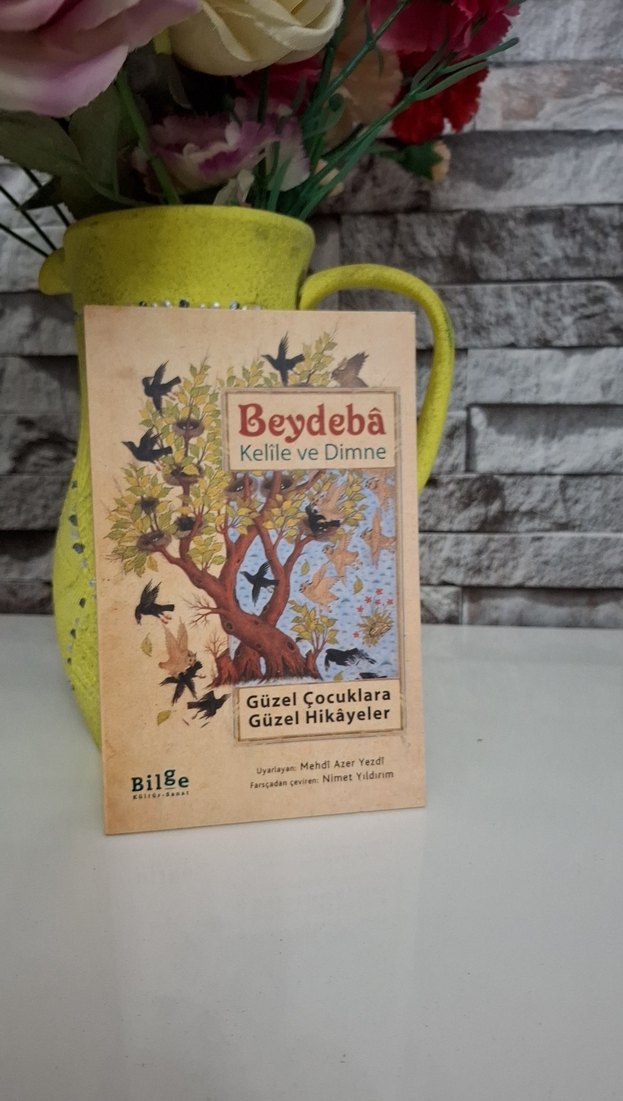 Beydebâ
Kelîle ve Dimne
Güzel Çocuklara
Güzel Hikâyeler
Uyarlayan: Mehdî Azer Yezdî
Farsçadan çeviren: Nimet Yıldırım
Bilge
Kültür-Sanat